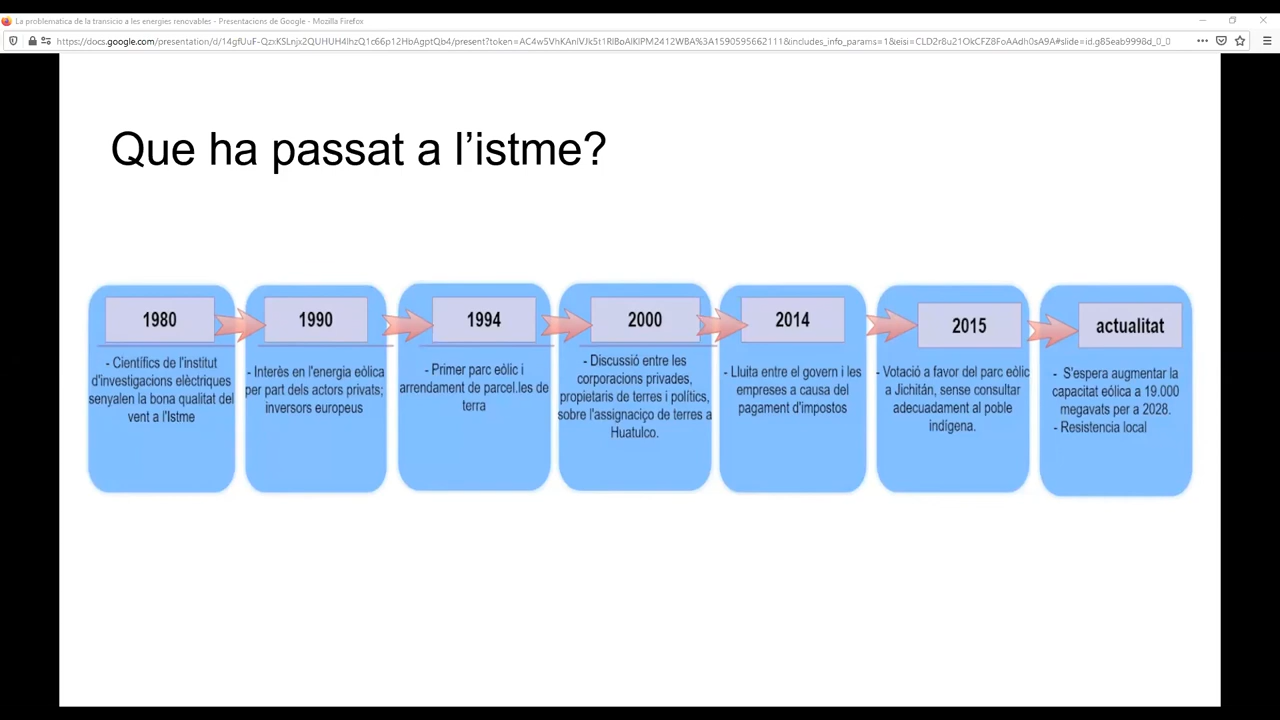 La problematica de la transicio a les energies renovables - Presentacions de Google - Mozilla Firefox
Que ha passat a l'istme?
1980
- Científics de l'institut
d'investigacions elèctriques
senyalen la bona qualitat del
vent a l'Istme
1990
- Interès en l'energia eòlica
per part dels actors privats;
inversors europeus
1994
- Primer parc eòlic i
arrendament de parcel.les de
terra
2000
- Discussió entre les
corporacions privades,
propietaris de terres i polítics,
sobre l'assignaciço de terres a
Huatulco.
2014
- Lluita entre el govern i les
empreses a causa del
pagament d'impostos
2015
- Votació a favor del parc eòlic
a Jichitán, sense consultar
adecuadament al poble
indígena.
actualitat
- S'espera augmentar la
capacitat eólica a 19.000
megavats per a 2028.
- Resistencia local